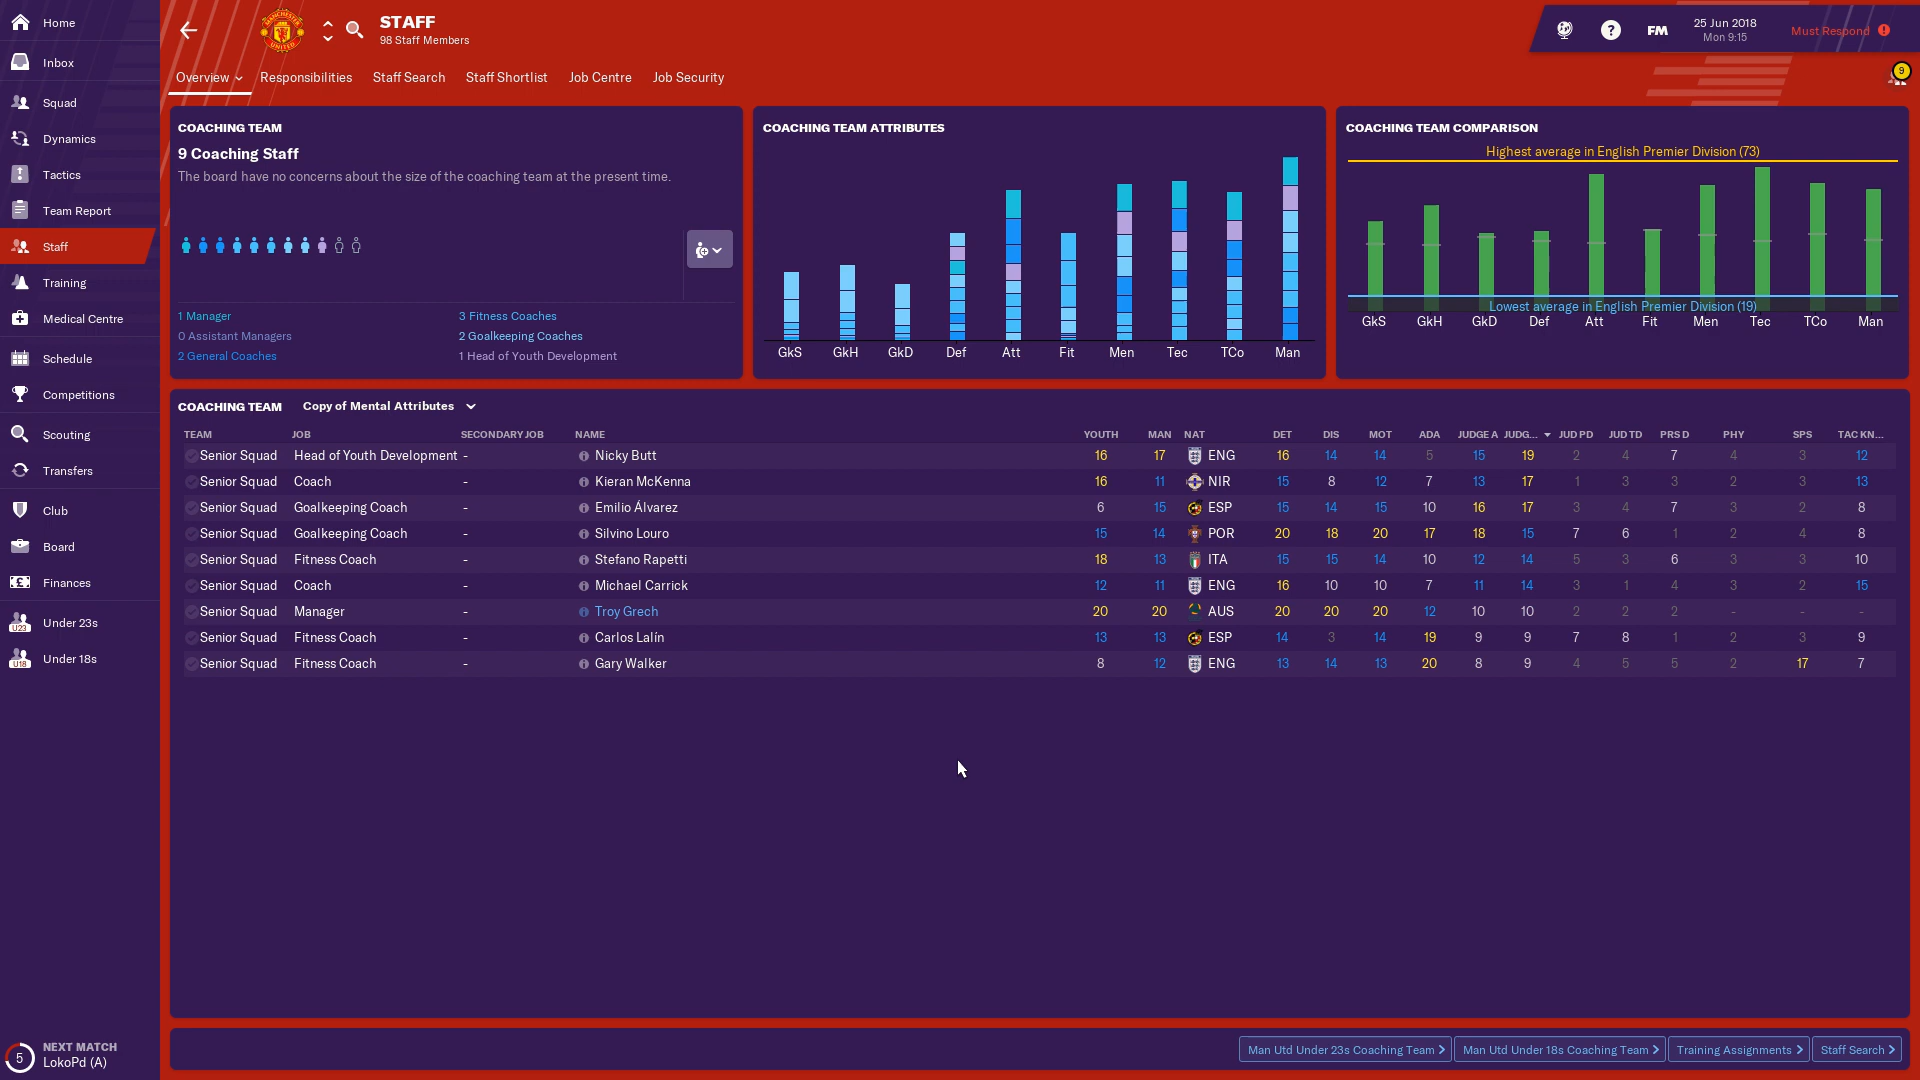 Home
Inbox
Squad
Dynamics
Tactics
Team Report
Staff
Training
Medical Centre
Schedule
Competitions
Scouting
Transfers
Club
Board
Finances
U23 Under 23s
U18 Under 18s
5 NEXT MATCH
LokoPd (A)
MANCHESTER UNITED
STAFF
98 Staff Members
? FM 25 Jun 2018 Must Respond
Mon 9:15
Overview Responsibilities Staff Search Staff Shortlist Job Centre Job Security
9
COACHING TEAM
9 Coaching Staff
The board have no concerns about the size of the coaching team at the present time.
1 Manager 3 Fitness Coaches
0 Assistant Managers 2 Goalkeeping Coaches
2 General Coaches 1 Head of Youth Development
COACHING TEAM ATTRIBUTES
GkS GkH GkD Def Att Fit Men Tec TCo Man
COACHING TEAM COMPARISON
Highest average in English Premier Division (73)
Lowest average in English Premier Division (19)
GkS GkH GkD Def Att Fit Men Tec TCo Man
COACHING TEAM Copy of Mental Attributes
TEAM JOB SECONDARY JOB NAME YOUTH MAN NAT DET DIS MOT ADA JUDGE A JUDG... JUD PD JUD TD PRS D PHY SPS TAC KN...
Senior Squad Head of Youth Development - Nicky Butt 16 17 ENG 16 14 14 5 15 19 2 4 7 4 3 12
Senior Squad Coach - Kieran McKenna 16 11 NIR 15 8 12 7 13 17 1 3 3 2 3 13
Senior Squad Goalkeeping Coach - Emilio Álvarez 6 15 ESP 15 14 15 10 16 17 3 4 7 3 2 8
Senior Squad Goalkeeping Coach - Silvino Louro 15 14 POR 20 18 20 17 18 15 7 6 1 2 4 8
Senior Squad Fitness Coach - Stefano Rapetti 18 13 ITA 15 15 14 10 12 14 5 3 6 3 3 10
Senior Squad Coach - Michael Carrick 12 11 ENG 16 10 10 7 11 14 3 1 4 3 2 15
Senior Squad Manager - Troy Grech 20 20 AUS 20 20 20 12 10 10 2 2 2 - - -
Senior Squad Fitness Coach - Carlos Lalín 13 13 ESP 14 3 14 19 9 9 7 8 1 2 3 9
Senior Squad Fitness Coach - Gary Walker 8 12 ENG 13 14 13 20 8 9 4 5 5 2 17 7
Man Utd Under 23s Coaching Team Man Utd Under 18s Coaching Team Training Assignments Staff Search